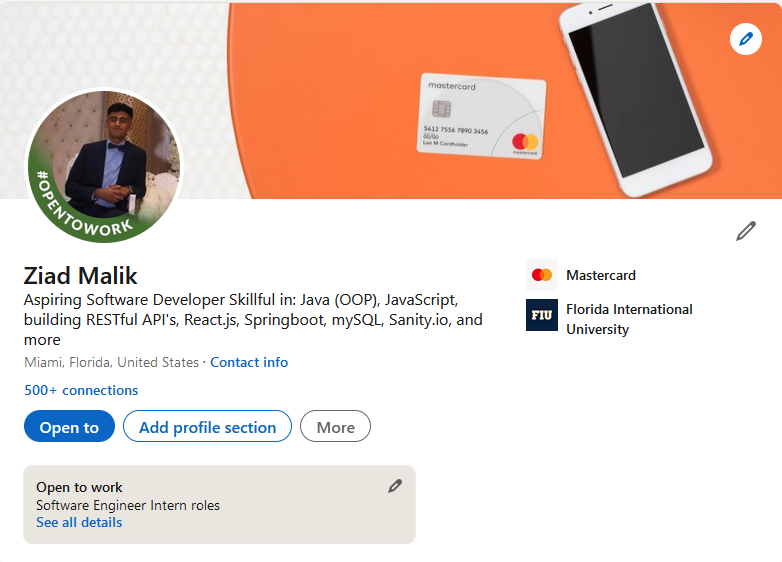 mastercard
5412 7556 7890 3456
00/00
Lee M Cardholder
mastercard
#OPENTOWORK
Ziad Malik
Aspiring Software Developer Skillful in: Java (OOP), JavaScript,
building RESTful API's, React.js, Springboot, mySQL, Sanity.io, and
more
Miami, Florida, United States · Contact info
500+ connections
Open to
Add profile section
More
Mastercard
FIU
Florida International
University
Open to work
Software Engineer Intern roles
See all details